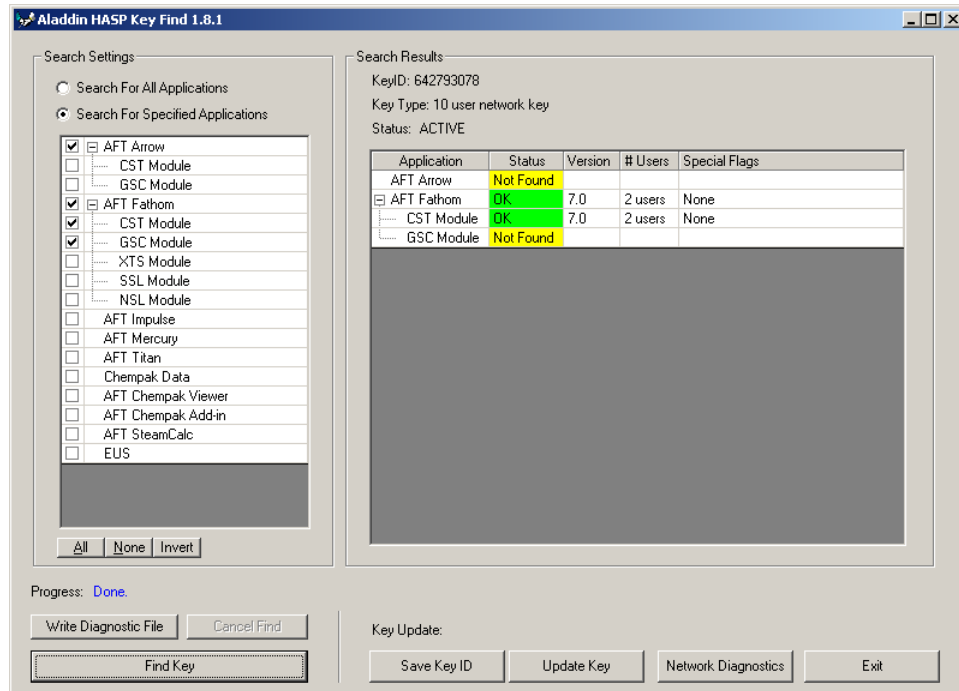 Aladdin HASP Key Find 1.8.1
Search Settings
Search For All Applications
Search For Specified Applications
AFT Arrow
CST Module
GSC Module
AFT Fathom
CST Module
GSC Module
XTS Module
SSL Module
NSL Module
AFT Impulse
AFT Mercury
AFT Titan
Chempak Data
AFT Chempak Viewer
AFT Chempak Add-in
AFT SteamCalc
EUS
All None Invert
Search Results
KeyID: 642793078
Key Type: 10 user network key
Status: ACTIVE
Application Status Version # Users Special Flags
AFT Arrow Not Found
AFT Fathom OK 7.0 2 users None
CST Module OK 7.0 2 users None
GSC Module Not Found
Progress: Done.
Write Diagnostic File Cancel Find
Find Key
Key Update:
Save Key ID Update Key Network Diagnostics Exit